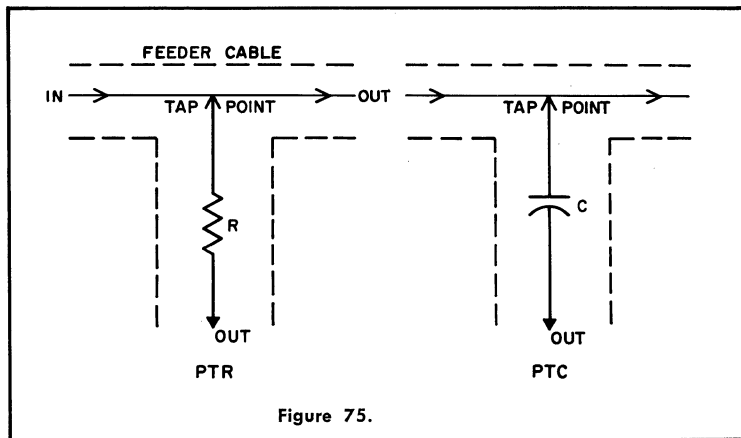 FEEDER CABLE
IN OUT
TAP POINT TAP POINT
R C
OUT OUT
PTR PTC
Figure 75.